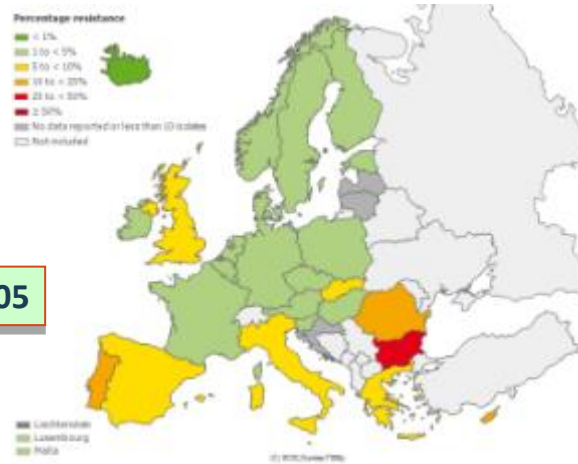 Percentage resistance
< 1%
1 to < 5%
5 to < 10%
10 to < 25%
25 to < 50%
≥ 50%
No data reported or less than 10 isolates
Not included
05
Liechtenstein
Luxembourg
Malta